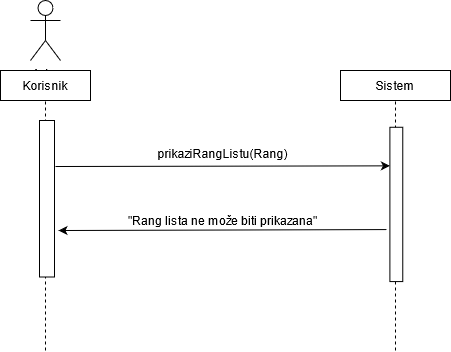 Korisnik
Sistem
prikaziRangListu(Rang)
"Rang lista ne može biti prikazana"